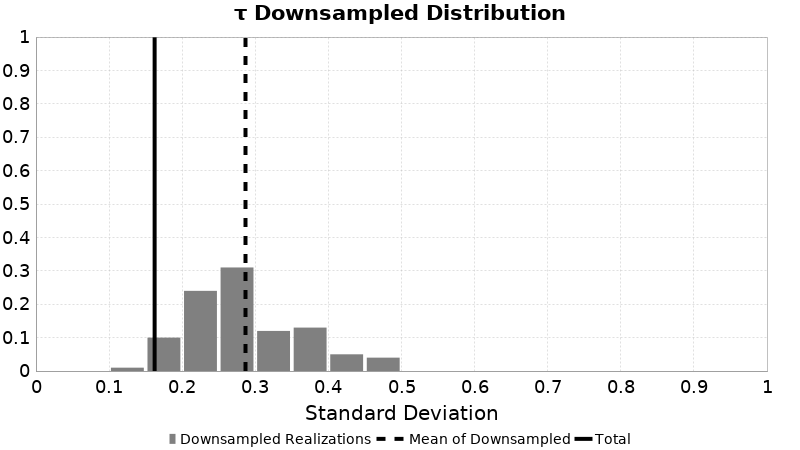 τ Downsampled Distribution
1
0.9
0.8
0.7
0.6
0.5
0.4
0.3
0.2
0.1
0
0 0.1 0.2 0.3 0.4 0.5 0.6 0.7 0.8 0.9 1
Standard Deviation
Downsampled Realizations Mean of Downsampled Total